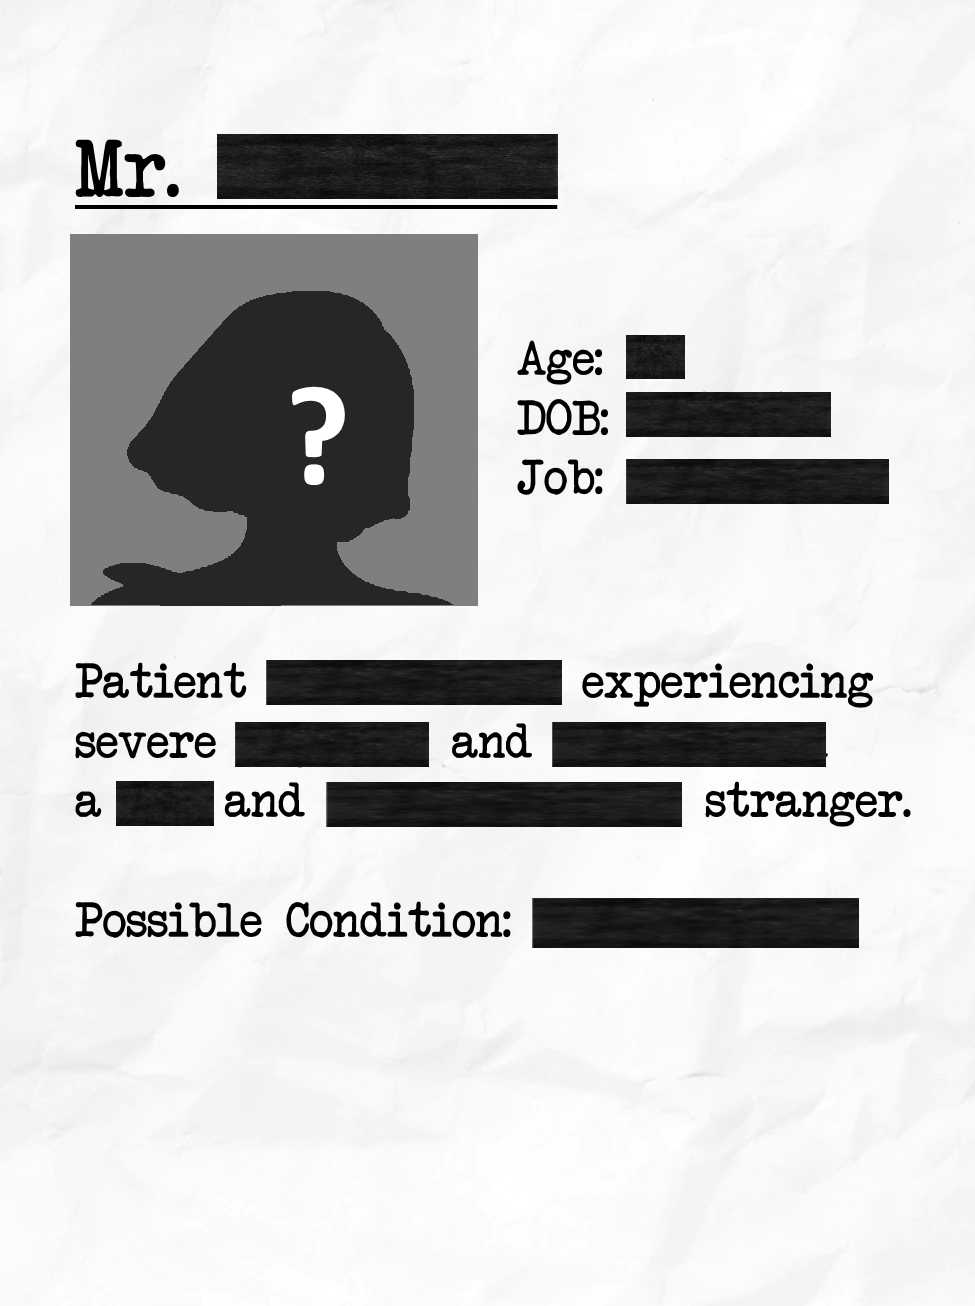 Mr.
?
Age:
DOB:
Job:
Patient experiencing
severe and
a and stranger.
Possible Condition: